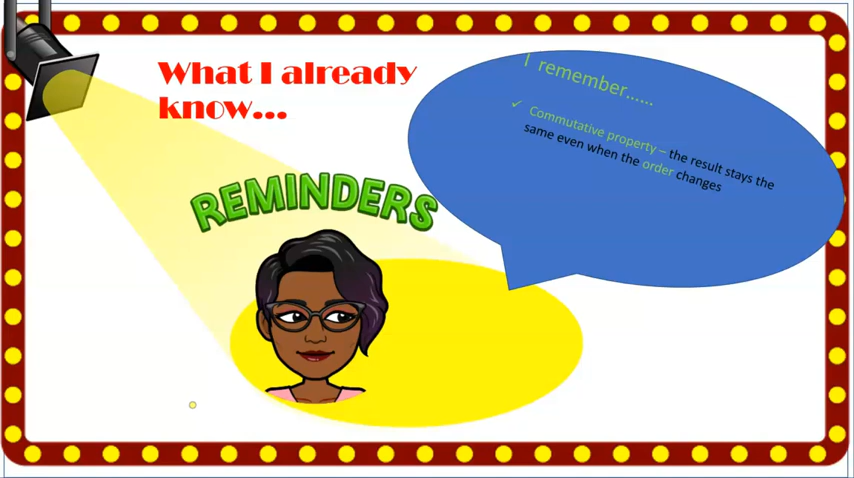 What I already
know...
REMINDERS
I remember......
✓ Commutative property – the result stays the
same even when the order changes